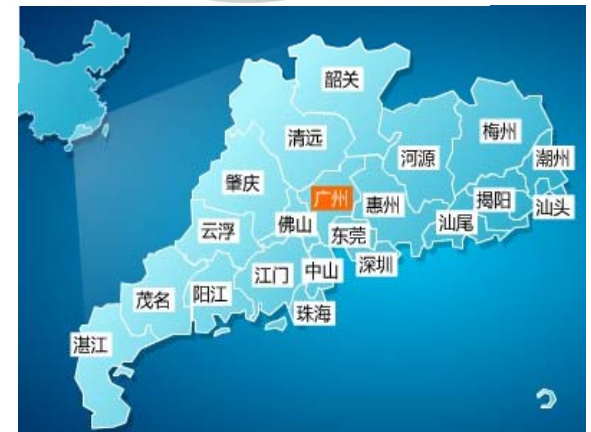 韶关
清远
梅州
河源
潮州
肇庆
广州
惠州
揭阳
汕头
云浮
佛山
东莞
汕尾
深圳
江门
中山
茂名
阳江
珠海
湛江